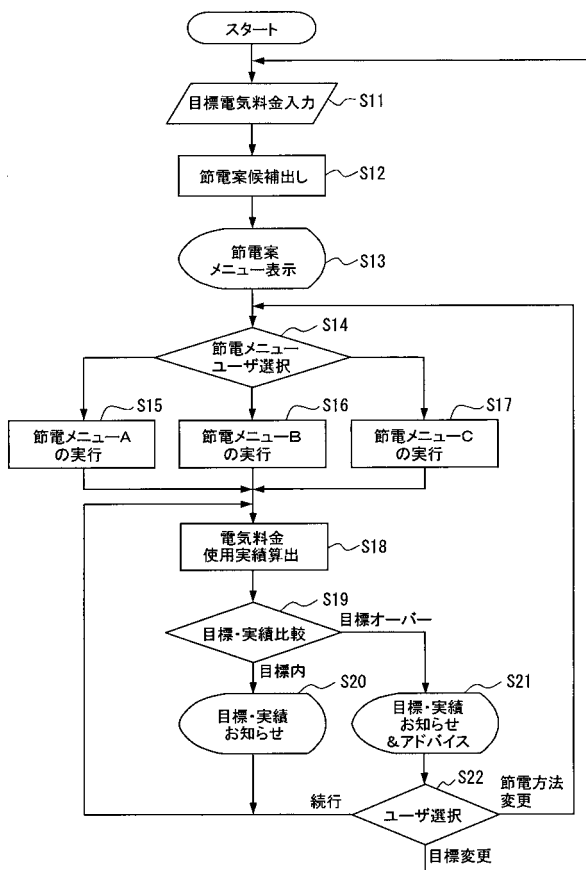 スタート
目標電気料金入力
S11
節電案候補出し
S12
節電案
メニュー表示
S13
S14
節電メニュー
ユーザ選択
S15
節電メニューA
の実行
S16
節電メニューB
の実行
S17
節電メニューC
の実行
電気料金
使用実績算出
S18
S19
目標・実績比較
目標オーバー
目標内
S20
目標・実績
お知らせ
S21
目標・実績
お知らせ
&アドバイス
S22
ユーザ選択
続行
節電方法
変更
目標変更